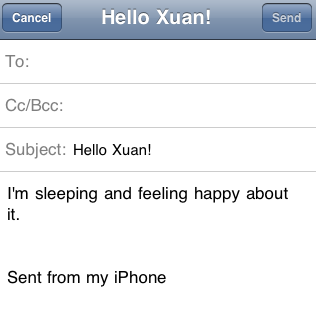 Cancel Hello Xuan! Send
To:
Cc/Bcc:
Subject: Hello Xuan!
I'm sleeping and feeling happy about
it.
Sent from my iPhone